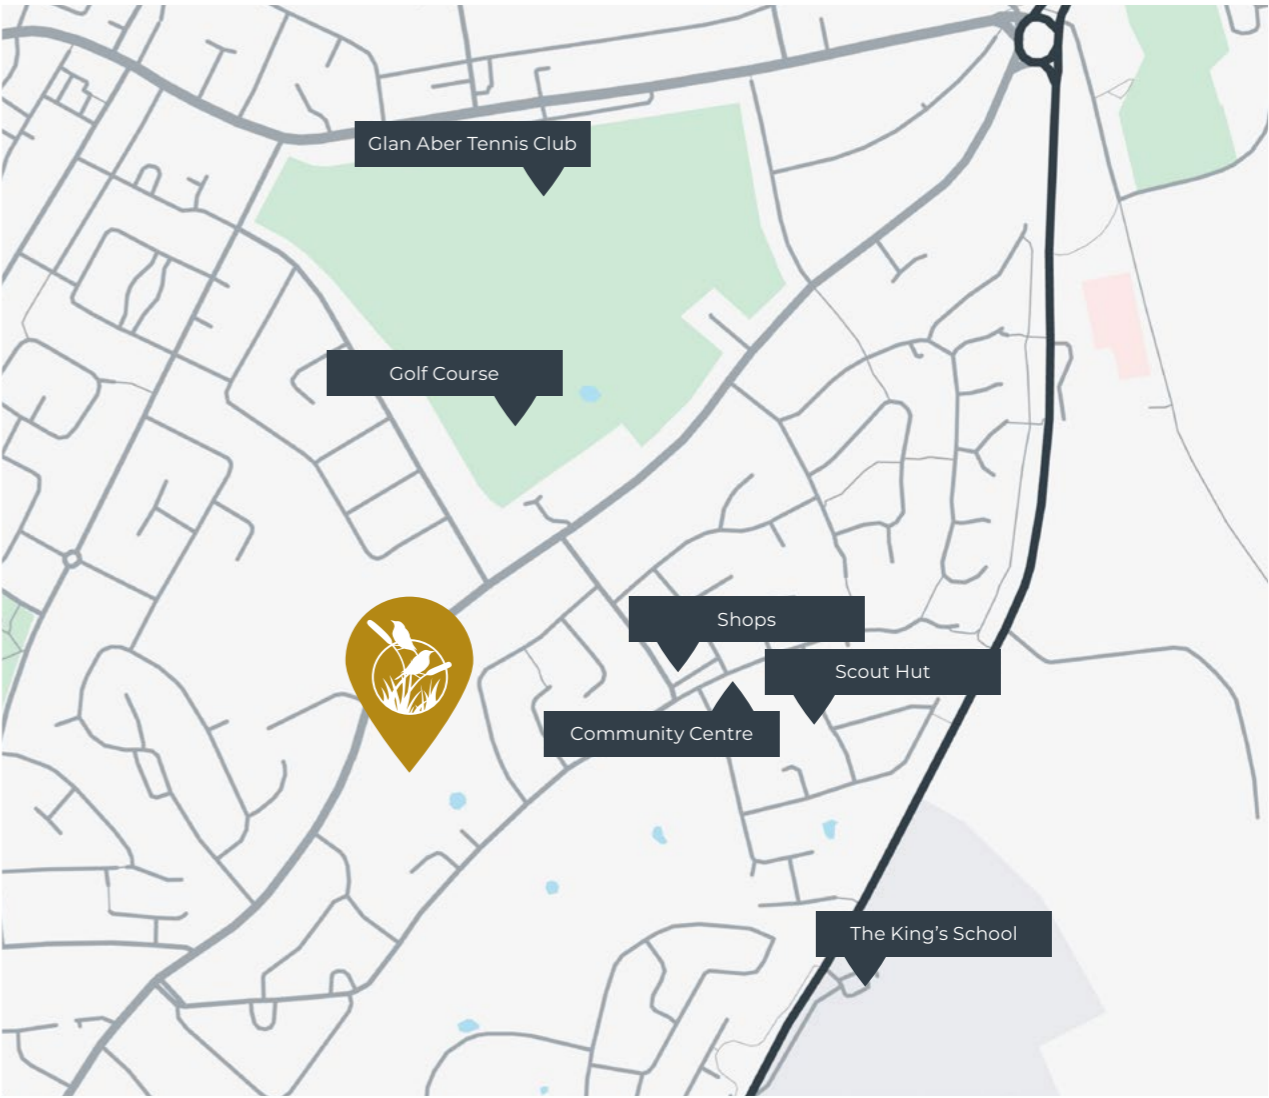 Glan Aber Tennis Club
Golf Course
Shops
Scout Hut
Community Centre
The King’s School